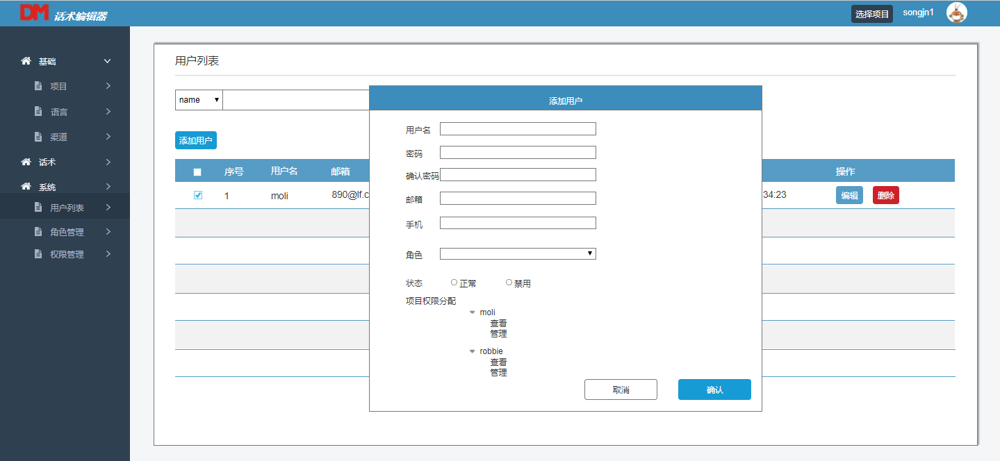 DM 话术编辑器
选择项目
songjn1
基础
项目
语言
渠道
话术
系统
用户列表
角色管理
权限管理
用户列表
name
添加用户
序号 用户名 邮箱 操作
1 moli 890@lf.c 34:23 编辑 删除
添加用户
用户名
密码
确认密码
邮箱
手机
角色
状态 正常 禁用
项目权限分配
moli
查看
管理
robbie
查看
管理
取消 确认